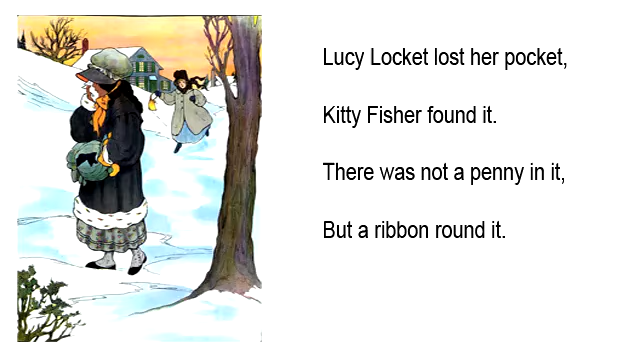 Lucy Locket lost her pocket,
Kitty Fisher found it.
There was not a penny in it,
But a ribbon round it.